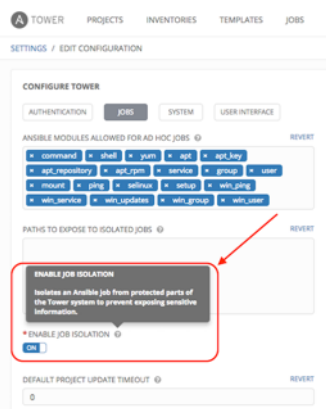 A TOWER PROJECTS INVENTORIES TEMPLATES JOBS
SETTINGS / EDIT CONFIGURATION
CONFIGURE TOWER
AUTHENTICATION JOBS SYSTEM USER INTERFACE
ANSIBLE MODULES ALLOWED FOR AD HOC JOBS REVERT
× command × shell × yum × apt × apt_key
× apt_repository × apt_rpm × service × group × user
× mount × ping × selinux × setup × win_ping
× win_service × win_updates × win_group × win_user
PATHS TO EXPOSE TO ISOLATED JOBS REVERT
ENABLE JOB ISOLATION
Isolates an Ansible job from protected parts of
the Tower system to prevent exposing sensitive
information.
* ENABLE JOB ISOLATION
ON
DEFAULT PROJECT UPDATE TIMEOUT REVERT
0